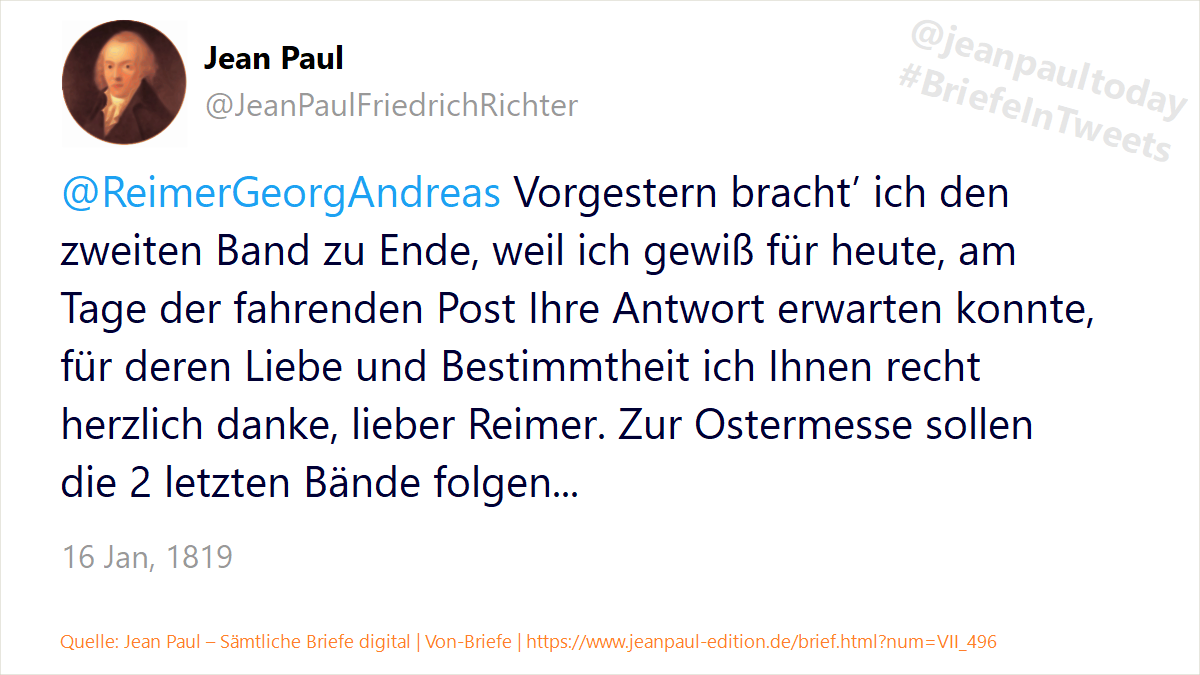 Jean Paul
@JeanPaulFriedrichRichter
@jeanpaultoday
#BriefeInTweets
@ReimerGeorgAndreas Vorgestern bracht’ ich den
zweiten Band zu Ende, weil ich gewiß für heute, am
Tage der fahrenden Post Ihre Antwort erwarten konnte,
für deren Liebe und Bestimmtheit ich Ihnen recht
herzlich danke, lieber Reimer. Zur Ostermesse sollen
die 2 letzten Bände folgen...
16 Jan, 1819
Quelle: Jean Paul – Sämtliche Briefe digital | Von-Briefe | https://www.jeanpaul-edition.de/brief.html?num=VII_496